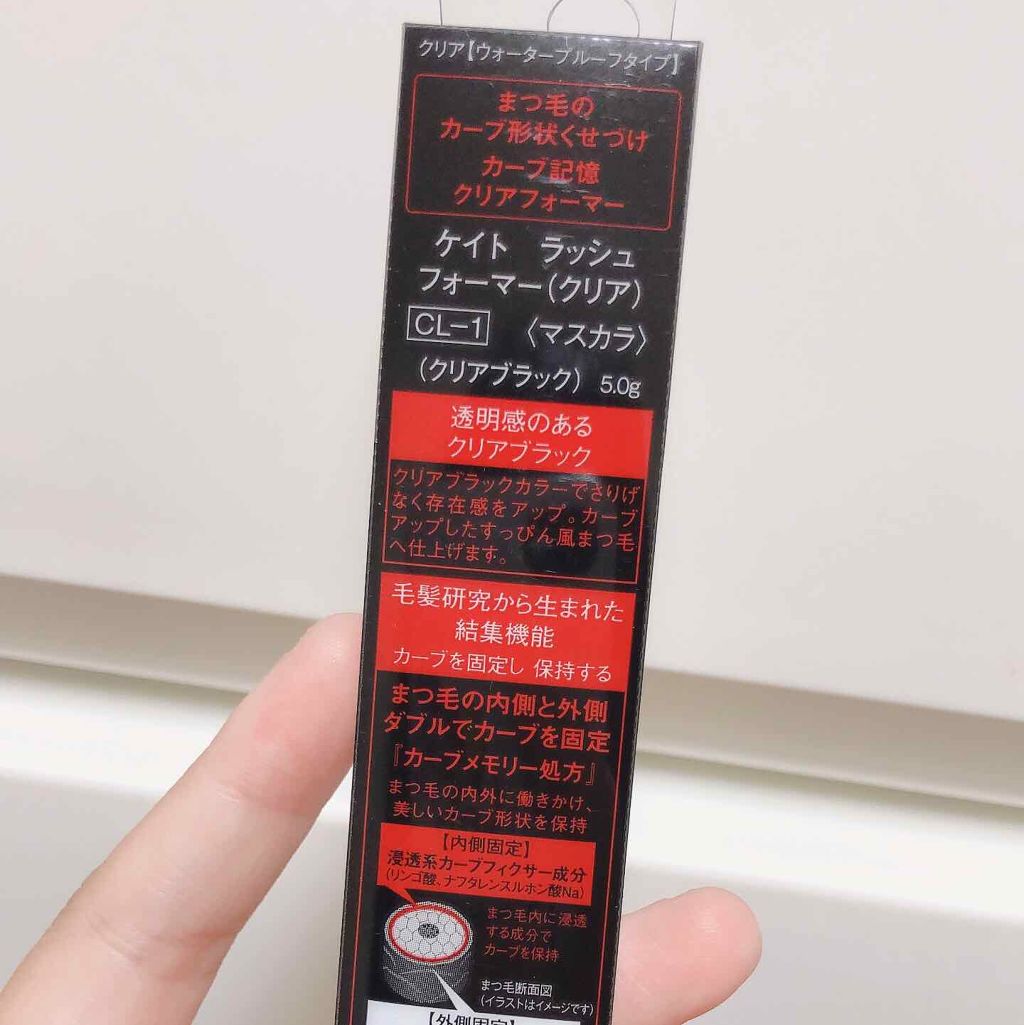 クリア【ウォータープルーフタイプ】
まつ毛の
カーブ形状くせづけ
カーブ記憶
クリアフォーマー
ケイト ラッシュ
フォーマー(クリア)
CL-1 〈マスカラ〉
(クリアブラック) 5.0g
透明感のある
クリアブラック
クリアブラックカラーでさりげ
なく存在感をアップ。カーブ
アップしたすっぴん風まつ毛
へ仕上げます。
毛髪研究から生まれた
結集機能
カーブを固定し 保持する
まつ毛の内側と外側
ダブルでカーブを固定
『カーブメモリー処方』
まつ毛の内外に働きかけ、
美しいカーブ形状を保持
【内側固定】
浸透系カーブフィクサー成分
(リンゴ酸、ナフタレンスルホン酸Na)
まつ毛内に浸透
する成分で
カーブを保持
まつ毛断面図
(イラストはイメージです)
【外側固定】